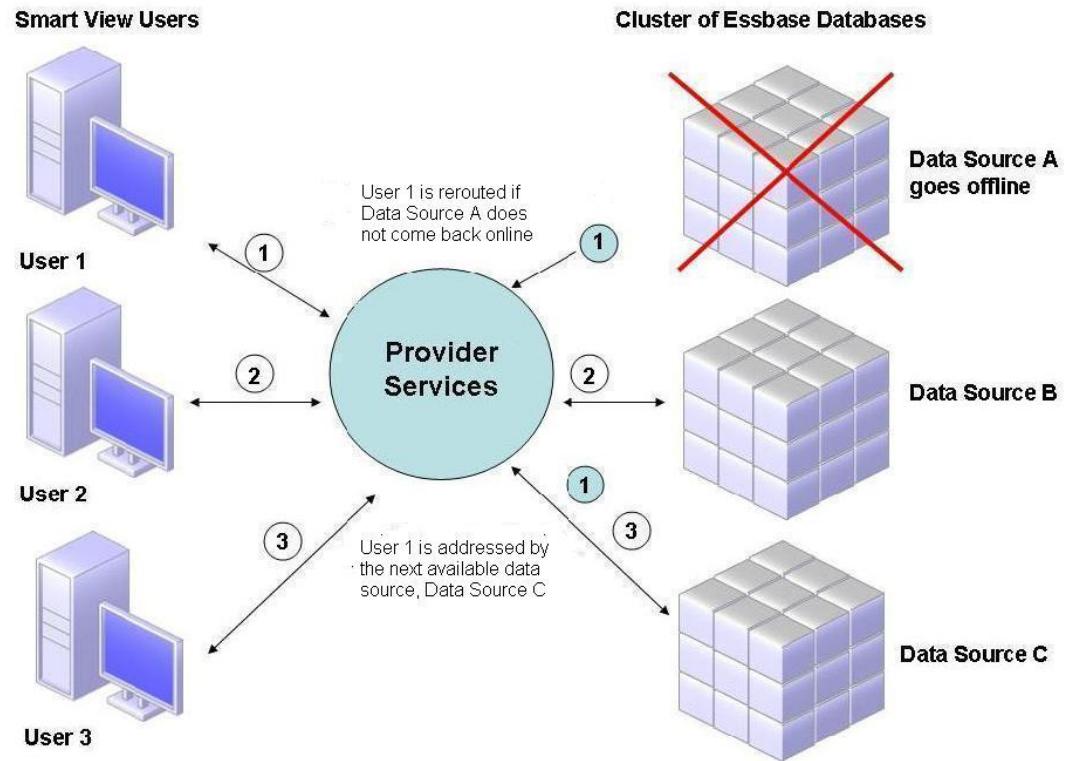 Smart View Users
Cluster of Essbase Databases
Data Source A
goes offline
User 1 is rerouted if
Data Source A does
not come back online
1
1
User 1
Provider
Services
2
2
Data Source B
User 2
1
3
3
User 1 is addressed by
the next available data
source, Data Source C
Data Source C
User 3